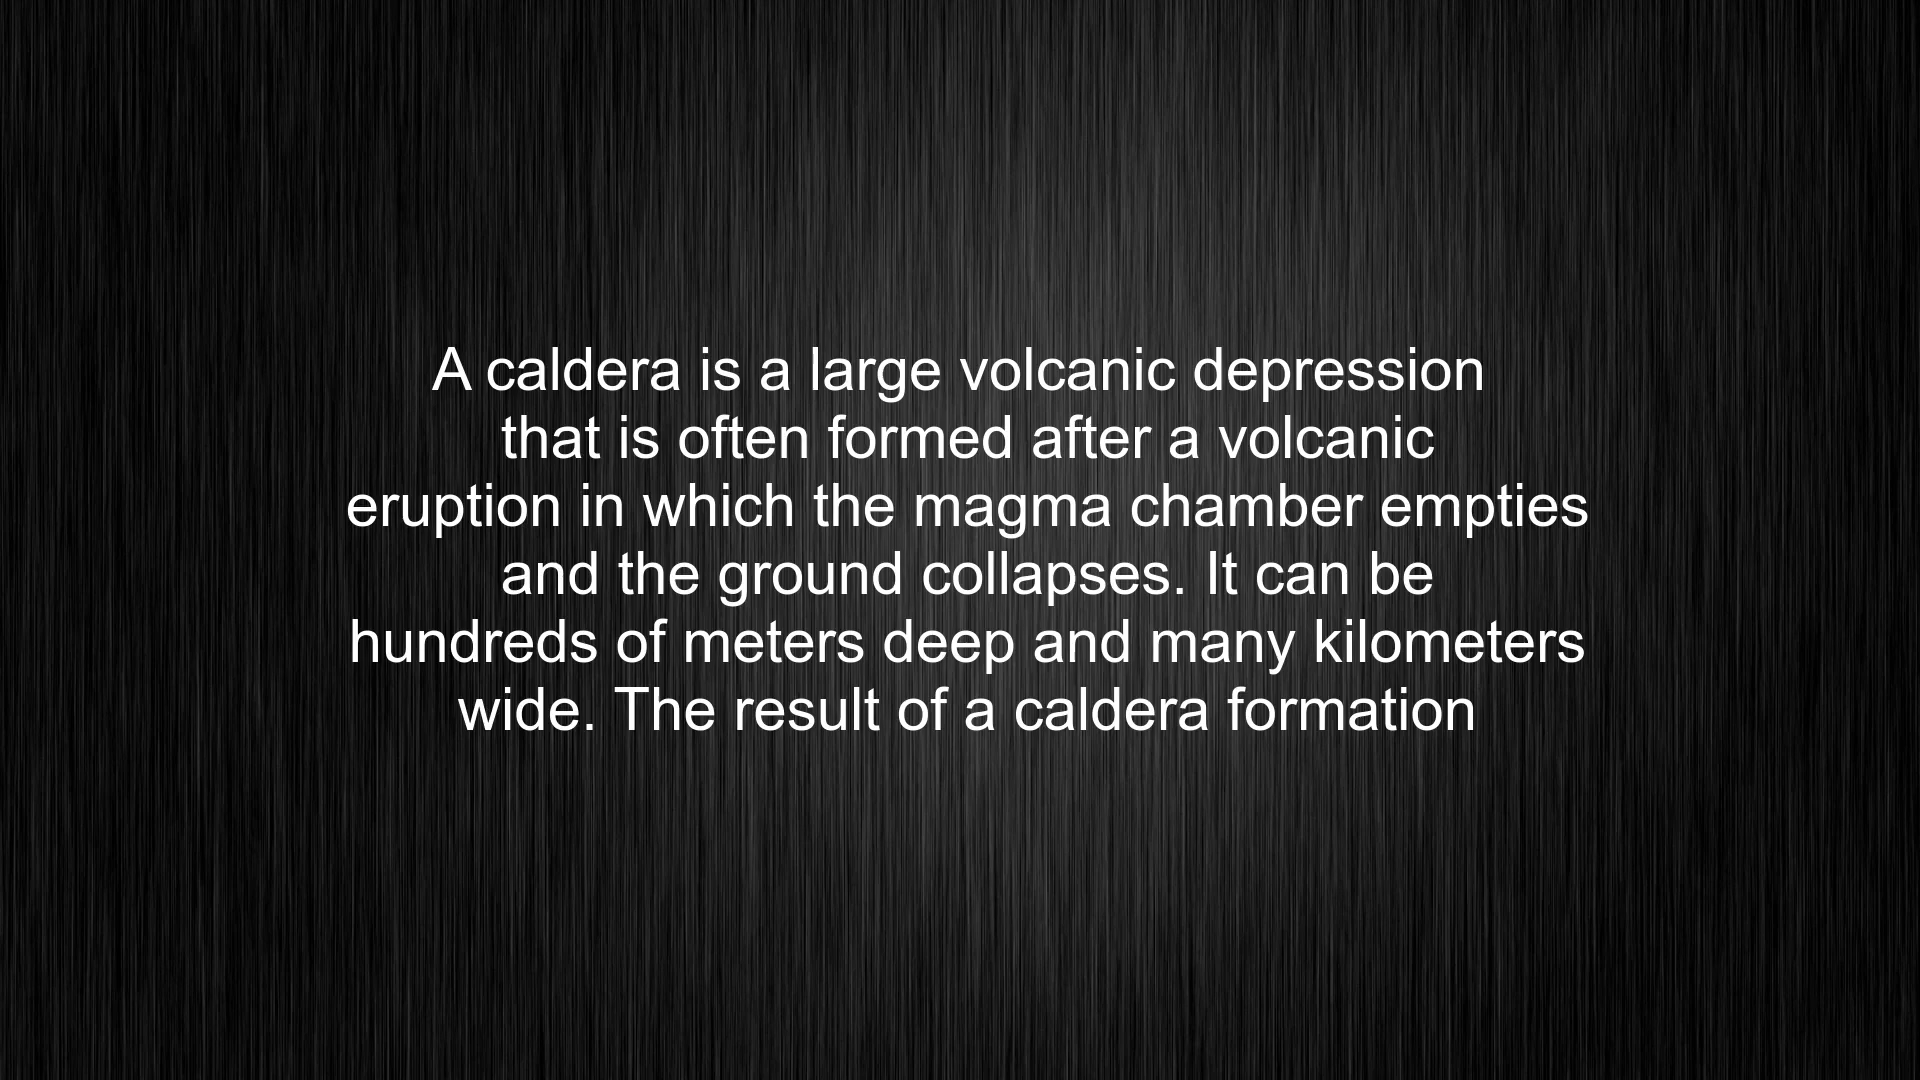 A caldera is a large volcanic depression
that is often formed after a volcanic
eruption in which the magma chamber empties
and the ground collapses. It can be
hundreds of meters deep and many kilometers
wide. The result of a caldera formation